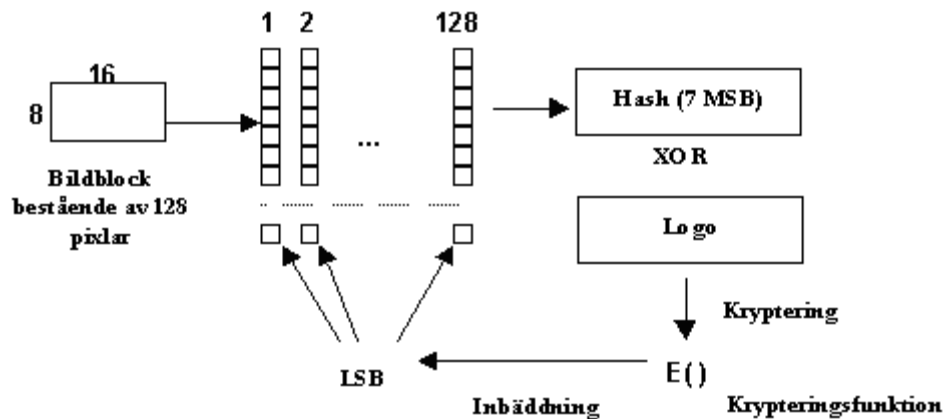 1 2 128
16
8
Hash (7 MSB)
XOR
...
Bildblock
bestående av 128
pixlar
Logo
Kryptering
LSB
E()
Inbäddning
Krypteringsfunktion